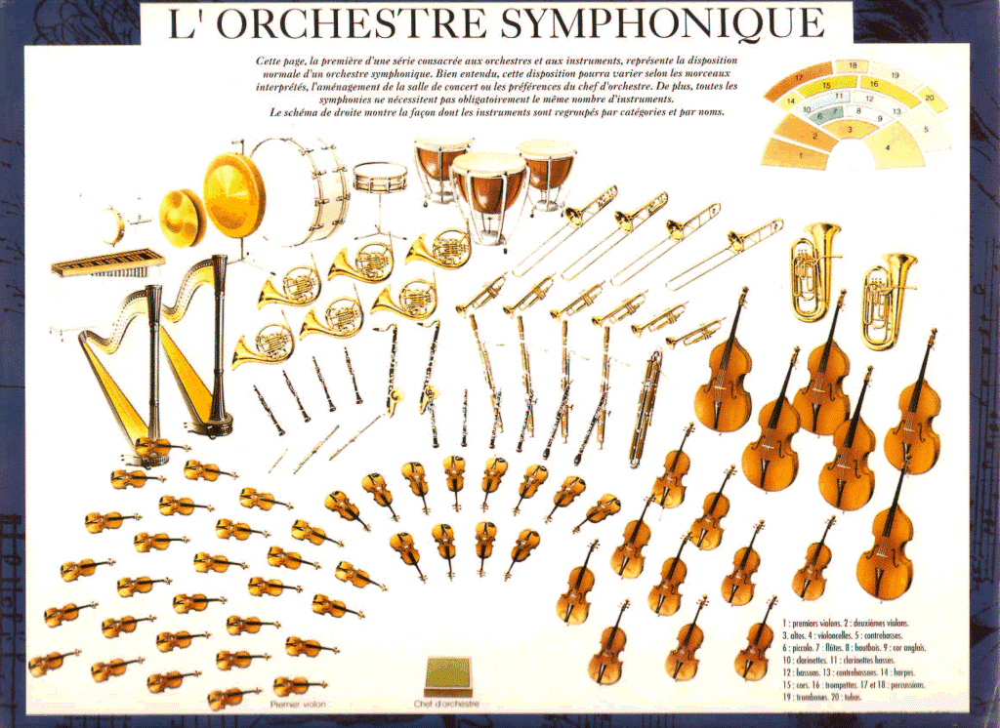 L' ORCHESTRE SYMPHONIQUE
Cette page, la première d'une série consacrée aux orchestres et aux instruments, représente la disposition
normale d'un orchestre symphonique. Bien entendu, cette disposition pourra varier selon les morceaux
interprétés, l'aménagement de la salle de concert ou les préférences du chef d'orchestre. De plus, toutes les
symphonies ne nécessitent pas obligatoirement le même nombre d'instruments.
Le schéma de droite montre la façon dont les instruments sont regroupés par catégories et par noms.
18
17
19
15
16
14
11
12
20
10
6
7
8
9
13
5
2
3
4
1
1 : premiers violons. 2 : deuxièmes violons.
3. altos. 4 : violoncelles. 5 : contrebasses.
6 : piccolo. 7 : flûtes. 8 : hautbois. 9 : cor anglais.
10 : clarinettes. 11 : clarinettes basses.
12 : bassons. 13 : contrebassons. 14 : harpes.
15 : cors. 16 : trompettes. 17 et 18 : percussions.
19 : trombones. 20 : tubas.
Premier violon
Chef d'orchestre